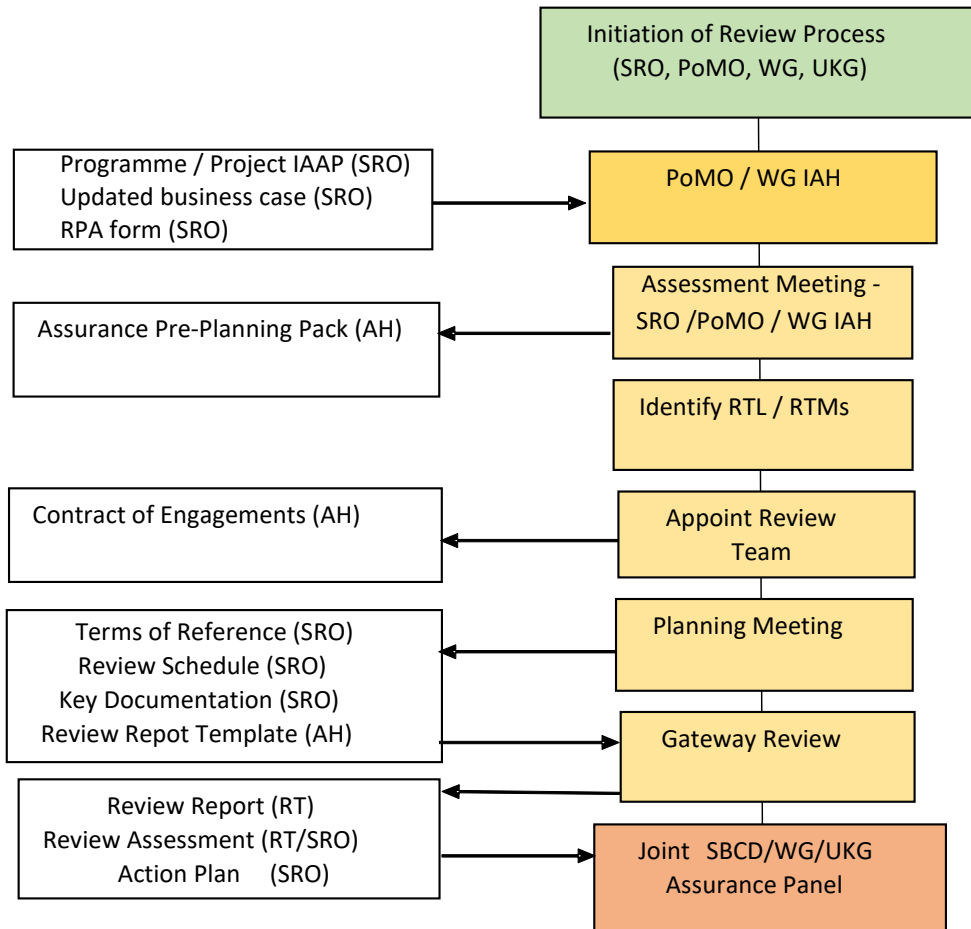 Initiation of Review Process
(SRO, PoMO, WG, UKG)
Programme / Project IAAP (SRO)
Updated business case (SRO)
RPA form (SRO)
PoMO / WG IAH
Assessment Meeting -
SRO /PoMO / WG IAH
Assurance Pre-Planning Pack (AH)
Identify RTL / RTMs
Contract of Engagements (AH)
Appoint Review
Team
Terms of Reference (SRO)
Review Schedule (SRO)
Key Documentation (SRO)
Review Repot Template (AH)
Planning Meeting
Gateway Review
Review Report (RT)
Review Assessment (RT/SRO)
Action Plan (SRO)
Joint SBCD/WG/UKG
Assurance Panel